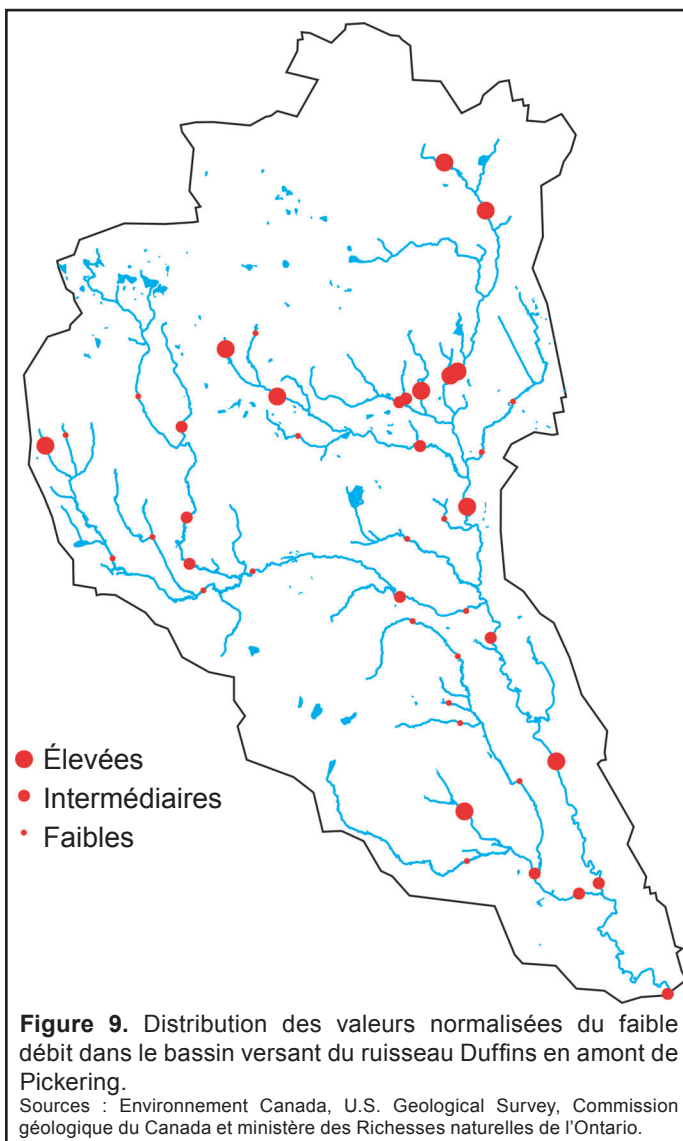 Élevées
Intermédiaires
Faibles
Figure 9. Distribution des valeurs normalisées du faible
débit dans le bassin versant du ruisseau Duffins en amont de
Pickering.
Sources : Environnement Canada, U.S. Geological Survey, Commission
géologique du Canada et ministère des Richesses naturelles de l'Ontario.